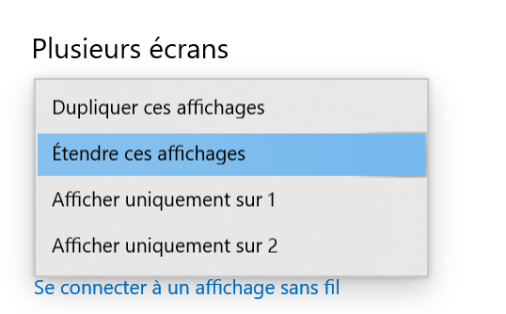 Plusieurs écrans
Dupliquer ces affichages
Étendre ces affichages
Afficher uniquement sur 1
Afficher uniquement sur 2
Se connecter à un affichage sans fil